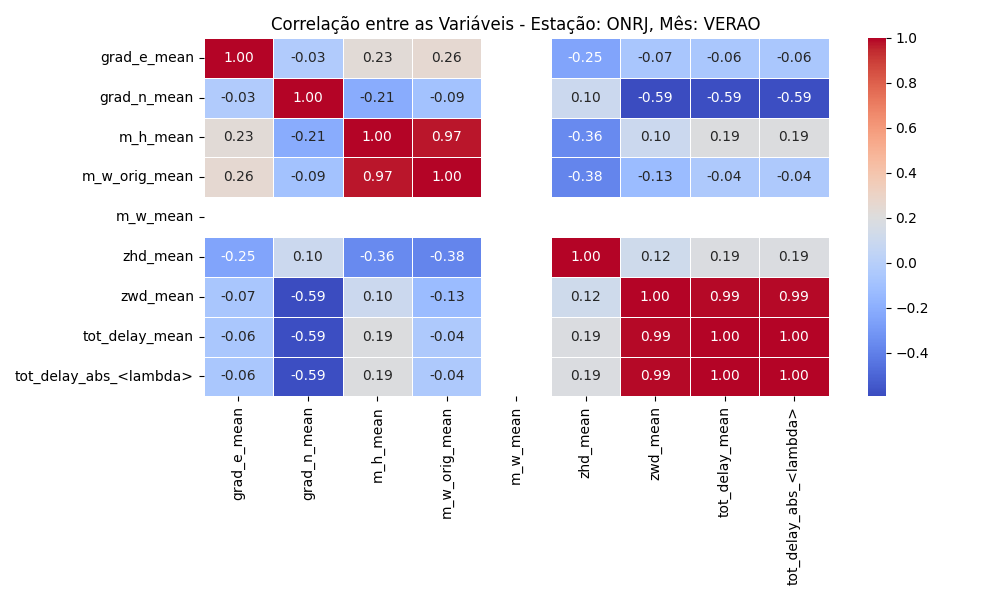 Correlação entre as Variáveis - Estação: ONRJ, Mês: VERAO
grad_e_mean 1.00 -0.03 0.23 0.26 -0.25 -0.07 -0.06 -0.06
grad_n_mean -0.03 1.00 -0.21 -0.09 0.10 -0.59 -0.59 -0.59
m_h_mean 0.23 -0.21 1.00 0.97 -0.36 0.10 0.19 0.19
m_w_orig_mean 0.26 -0.09 0.97 1.00 -0.38 -0.13 -0.04 -0.04
m_w_mean
zhd_mean -0.25 0.10 -0.36 -0.38 1.00 0.12 0.19 0.19
zwd_mean -0.07 -0.59 0.10 -0.13 0.12 1.00 0.99 0.99
tot_delay_mean -0.06 -0.59 0.19 -0.04 0.19 0.99 1.00 1.00
tot_delay_abs_<lambda> -0.06 -0.59 0.19 -0.04 0.19 0.99 1.00 1.00
grad_e_mean
grad_n_mean
m_h_mean
m_w_orig_mean
m_w_mean
zhd_mean
zwd_mean
tot_delay_mean
tot_delay_abs_<lambda>
1.0
0.8
0.6
0.4
0.2
0.0
−0.2
−0.4